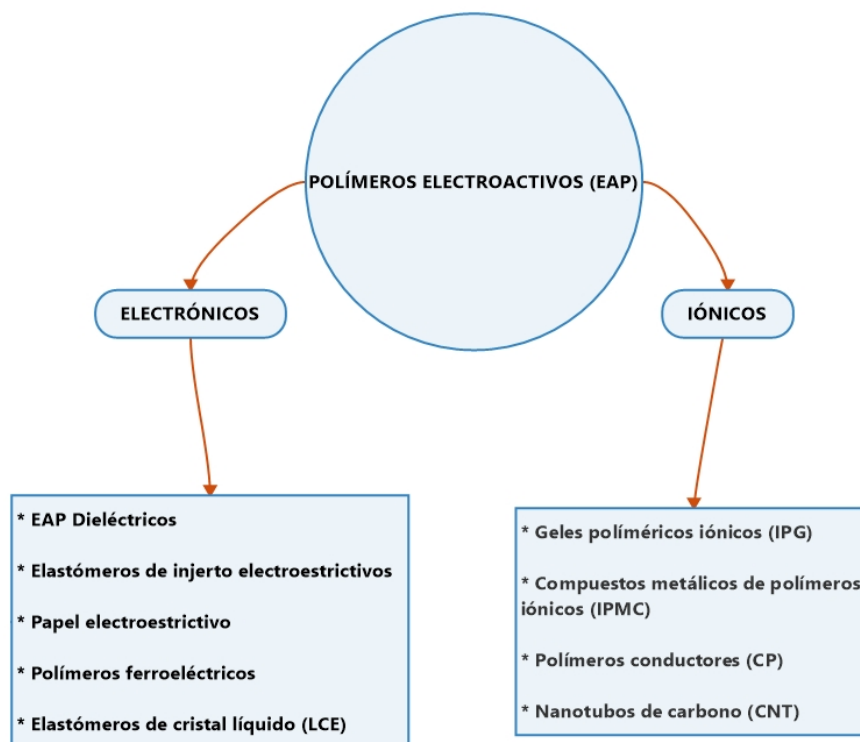 POLÍMEROS ELECTROACTIVOS (EAP)
ELECTRÓNICOS
IÓNICOS
* EAP Dieléctricos
* Elastómeros de injerto electroestrictivos
* Papel electroestrictivo
* Polímeros ferroeléctricos
* Elastómeros de cristal líquido (LCE)
* Geles políméricos iónicos (IPG)
* Compuestos metálicos de polímeros
iónicos (IPMC)
* Polímeros conductores (CP)
* Nanotubos de carbono (CNT)